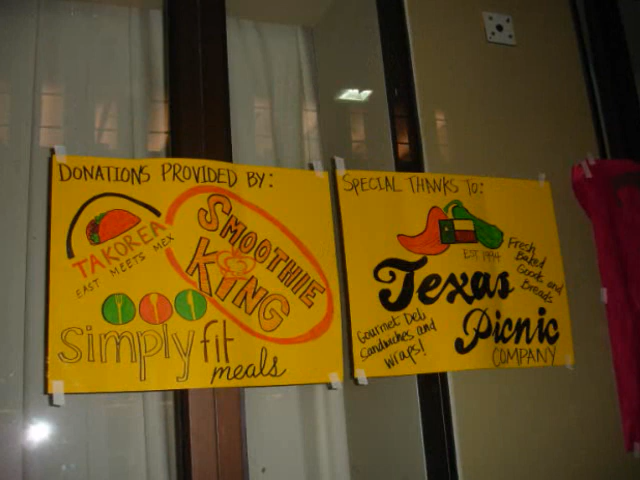 DONATIONS PROVIDED BY:
TAKOREA
EAST MEETS MEX
SMOOTHIE
KING
simply fit
meals
SPECIAL THANKS TO:
EST. 1994
Texas
Picnic
COMPANY
Fresh
Baked
Goods and
Breads
Gourmet Deli
Sandwiches and
Wraps!